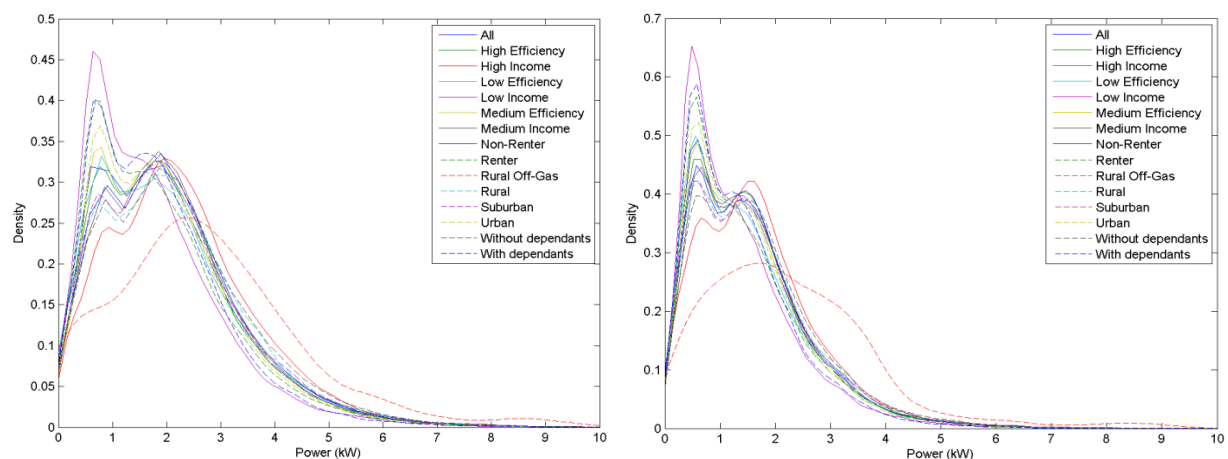 0.5
0.45
0.4
0.35
0.3
0.25
0.2
0.15
0.1
0.05
0
Density
0 1 2 3 4 5 6 7 8 9 10
Power (kW)
All
High Efficiency
High Income
Low Efficiency
Low Income
Medium Efficiency
Medium Income
Non-Renter
Renter
Rural Off-Gas
Rural
Suburban
Urban
Without dependants
With dependants
0.7
0.6
0.5
0.4
0.3
0.2
0.1
0
Density
0 1 2 3 4 5 6 7 8 9 10
Power (kW)
All
High Efficiency
High Income
Low Efficiency
Low Income
Medium Efficiency
Medium Income
Non-Renter
Renter
Rural Off-Gas
Rural
Suburban
Urban
Without dependants
With dependants